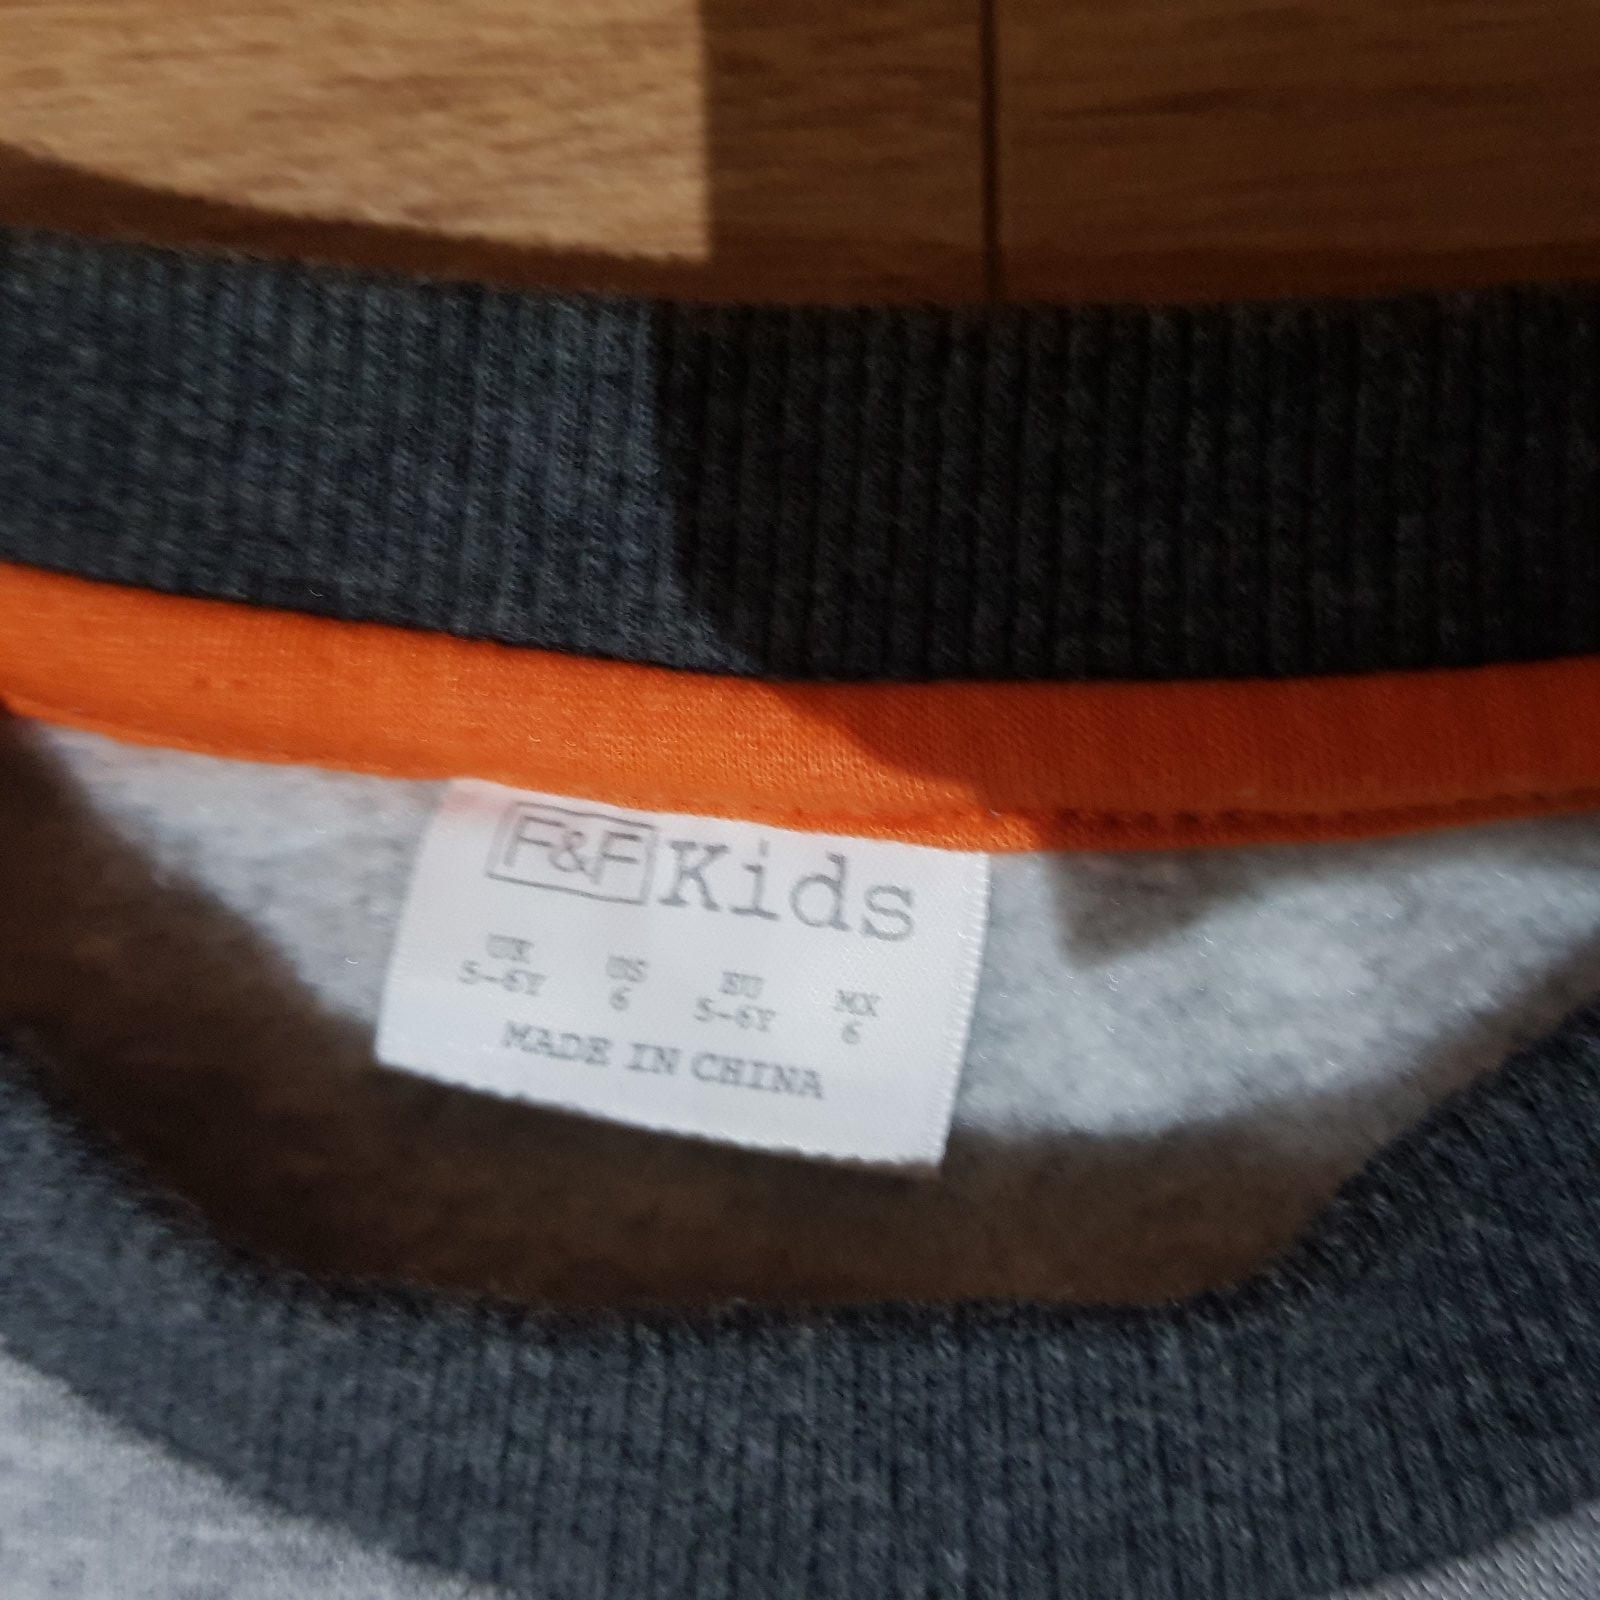 F&F Kids
UK US EU MX
5-6Y 6 5-6Y 6
MADE IN CHINA